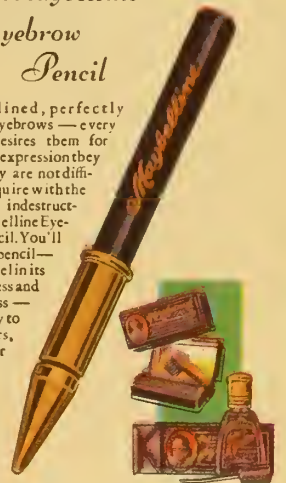 yebrow
Pencil
lined, perfectly
yebrows — every
esires them for
expression they
y are not diffi-
quire with the
indestruct-
elline Eye-
cil. You'll
pencil—
el in its
ess and
ss —
y to
rs,
r
Maybelline